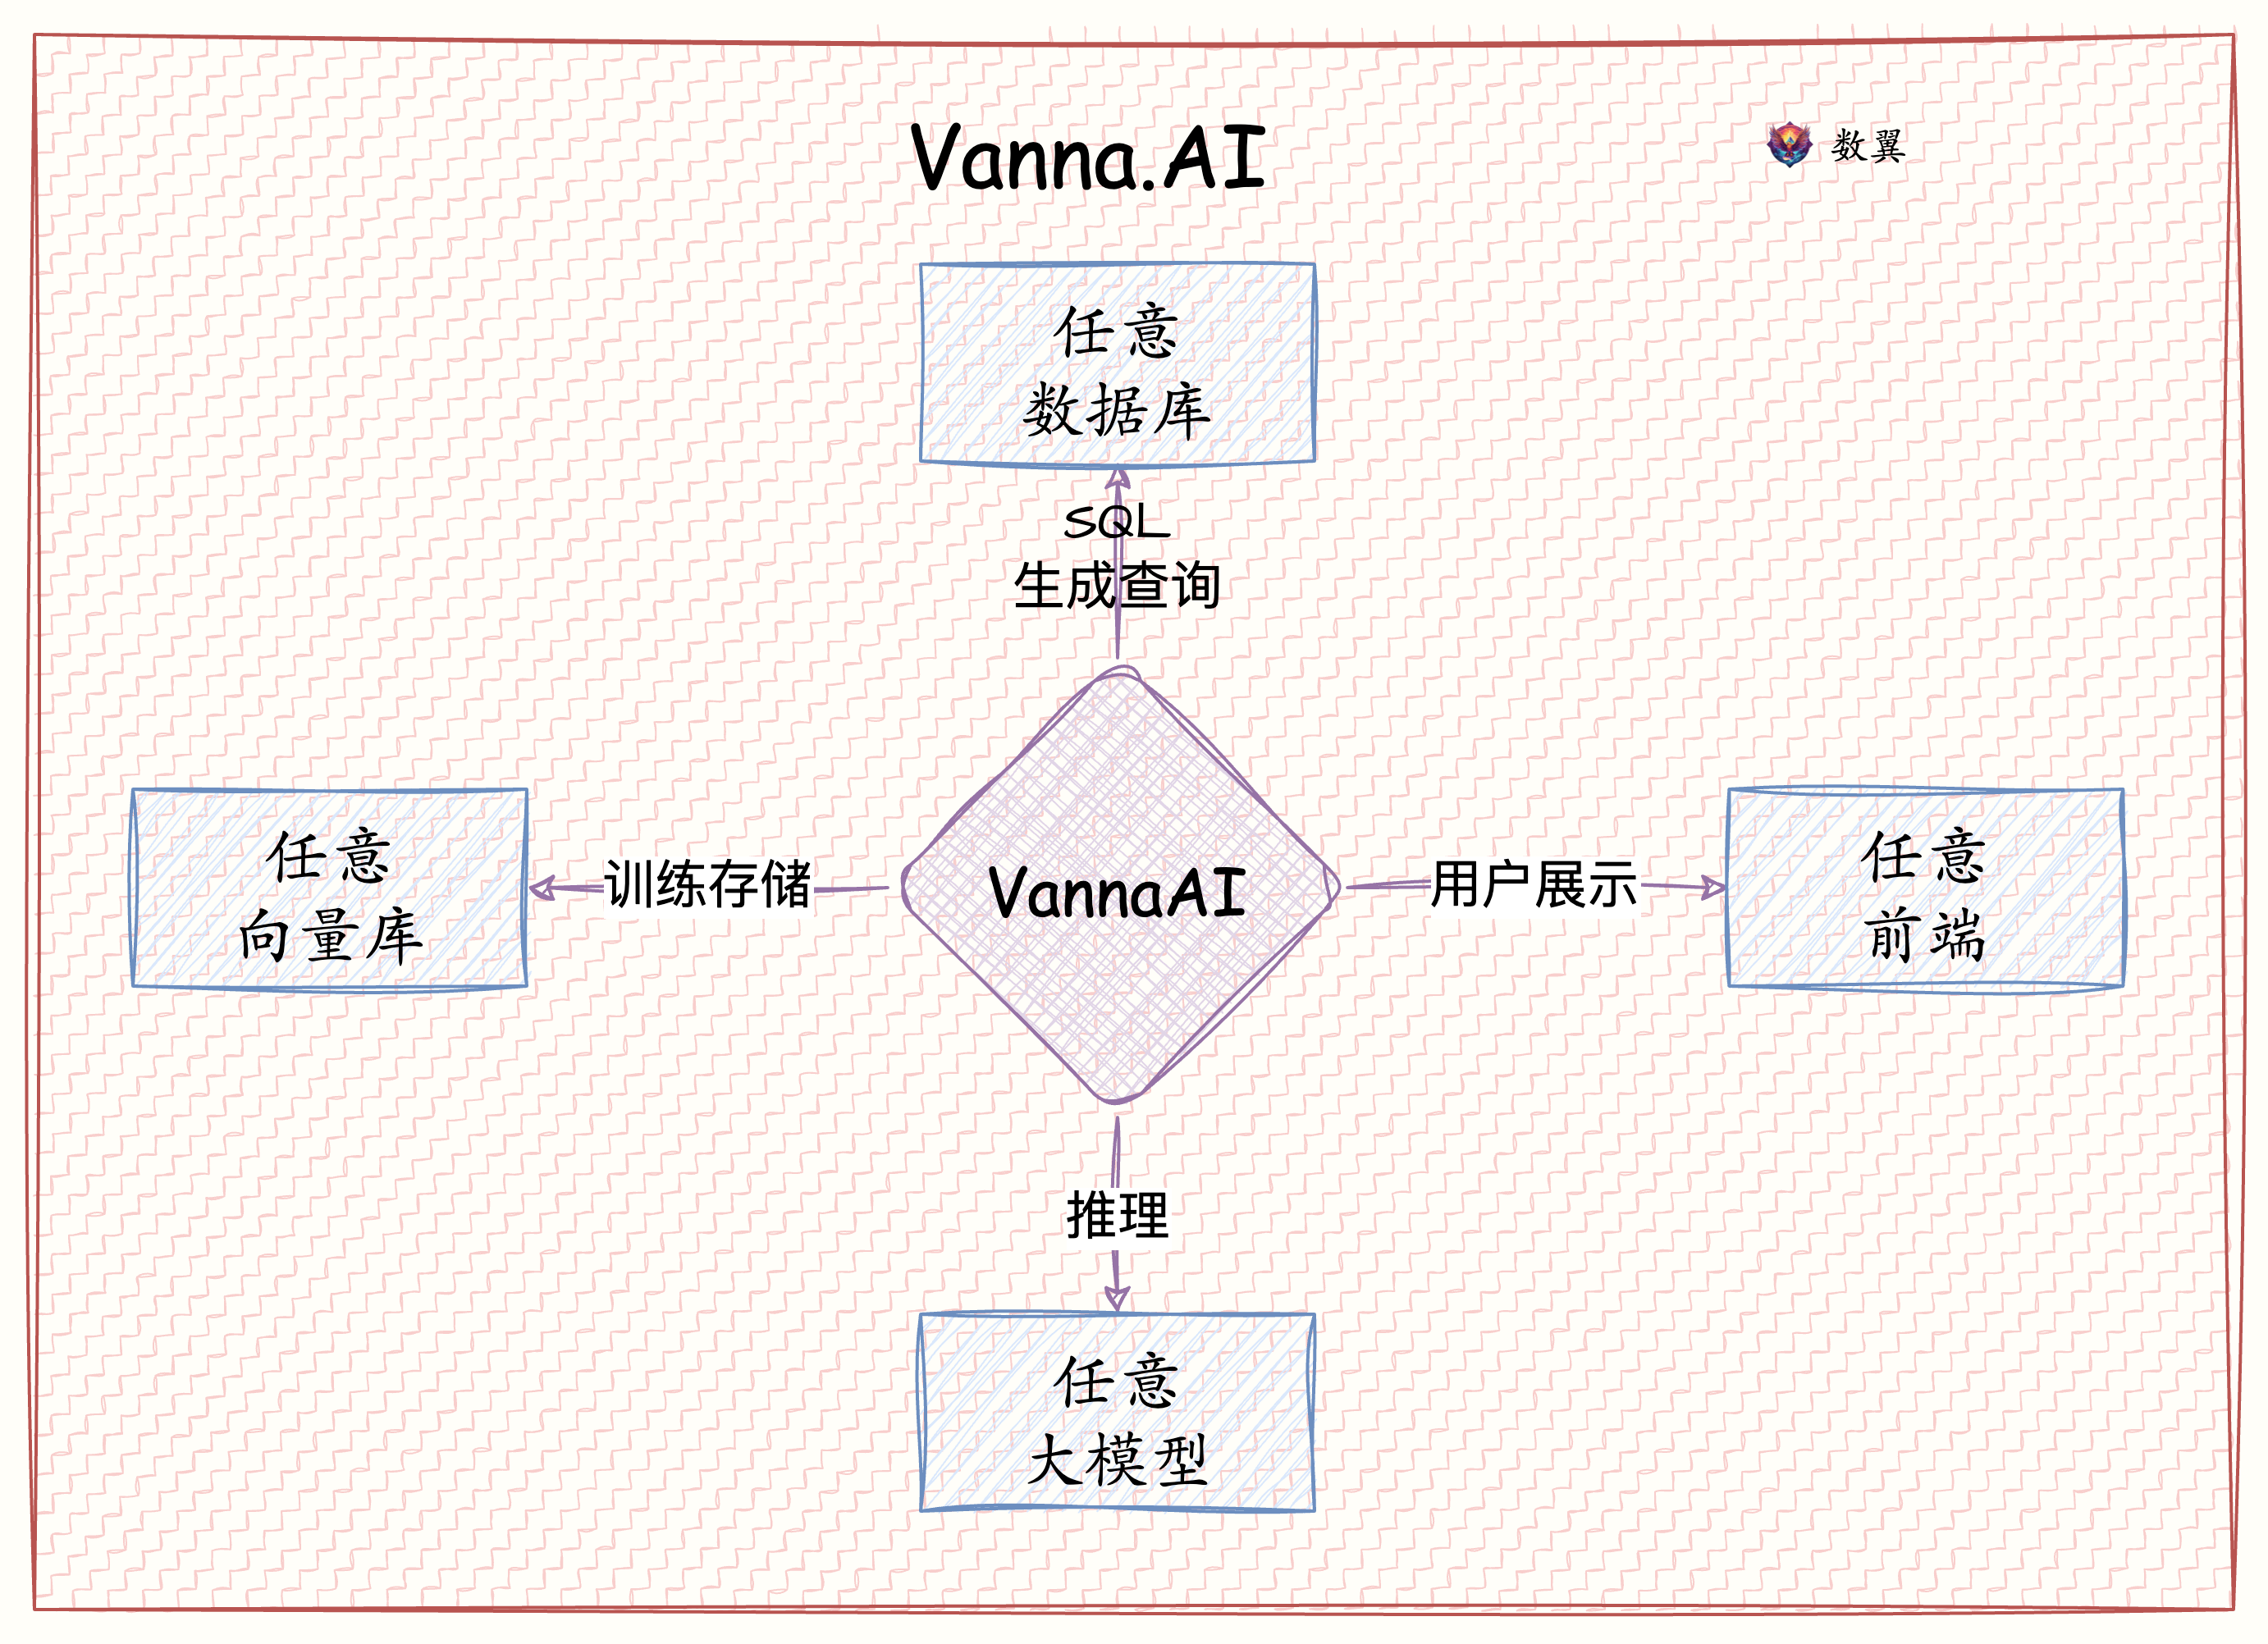 Vanna.AI
数翼
任意
数据库
SQL
生成查询
任意
向量库
训练存储
VannaAI
用户展示
任意
前端
推理
任意
大模型